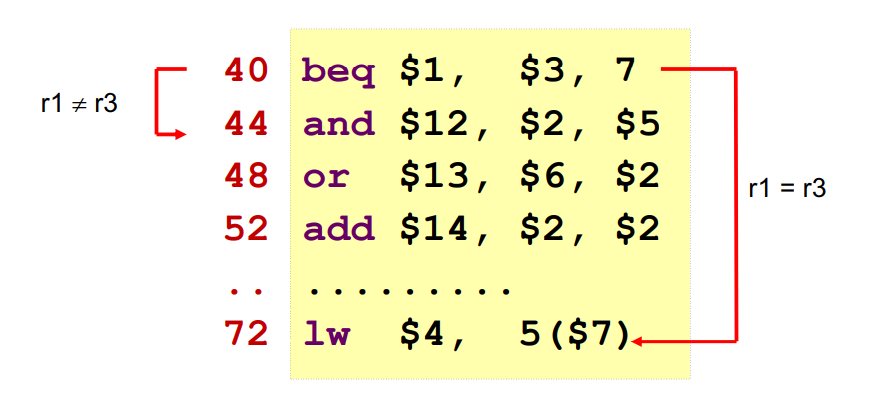 40 beq $1, $3, 7
r1 ≠ r3
44 and $12, $2, $5
48 or $13, $6, $2
r1 = r3
52 add $14, $2, $2
.. .........
72 lw $4, 5($7)